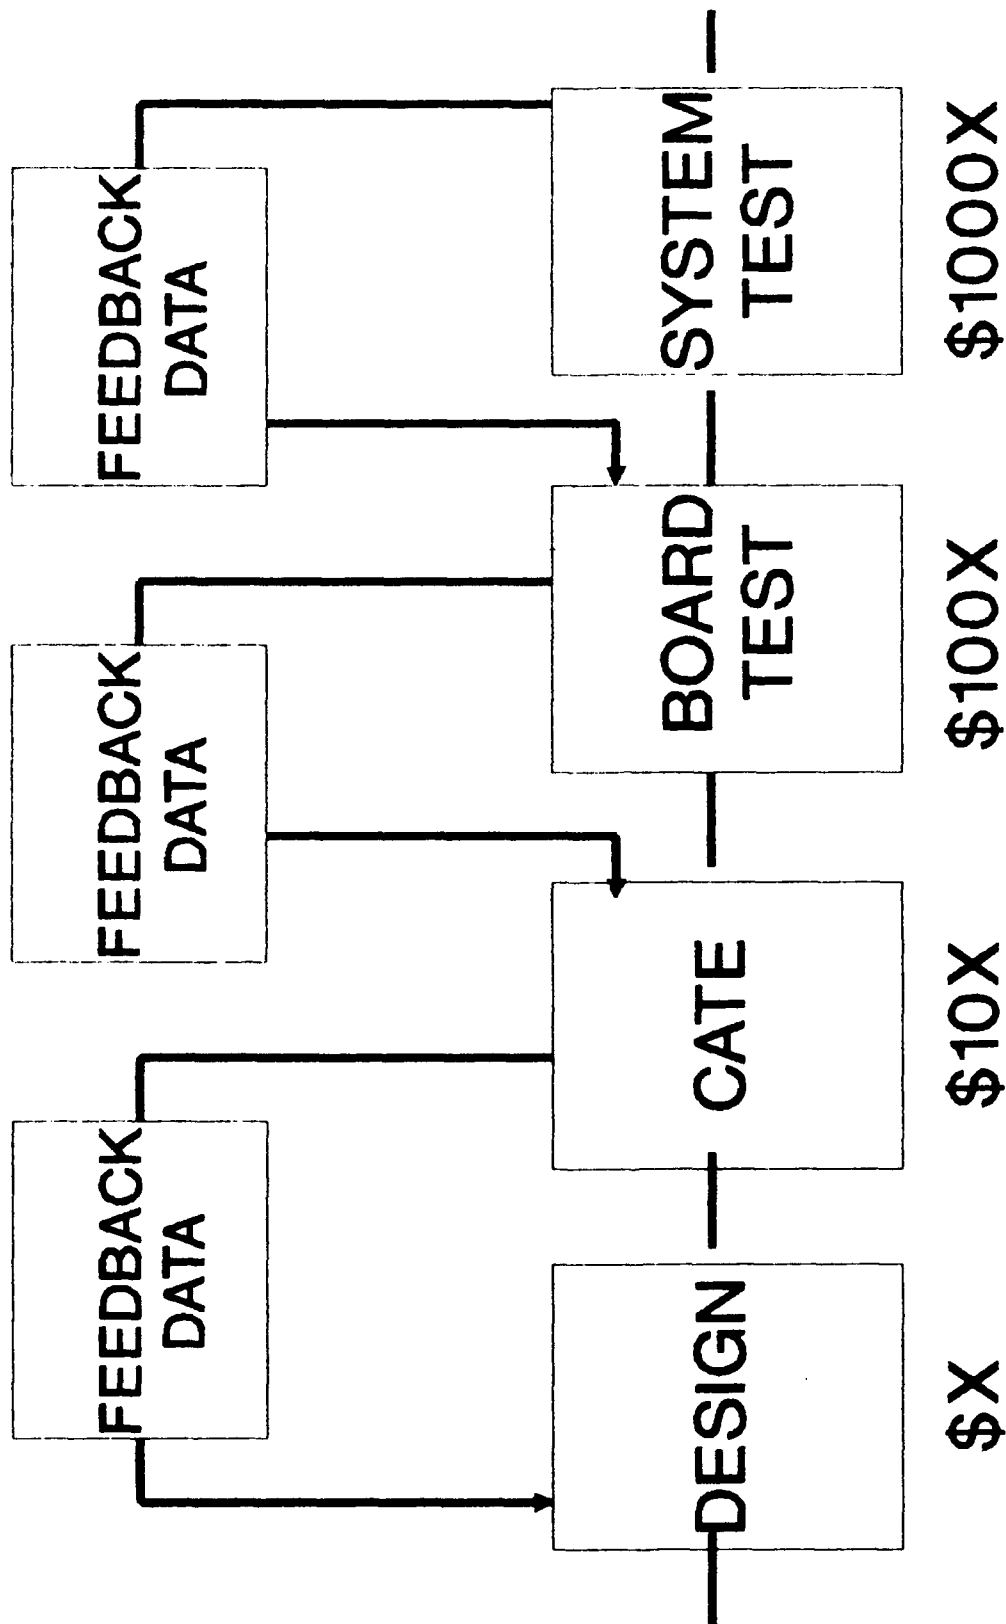 FEEDBACK
DATA
FEEDBACK
DATA
FEEDBACK
DATA
DESIGN
CATE
BOARD
TEST
SYSTEM
TEST
$X
$10X
$100X
$1000X